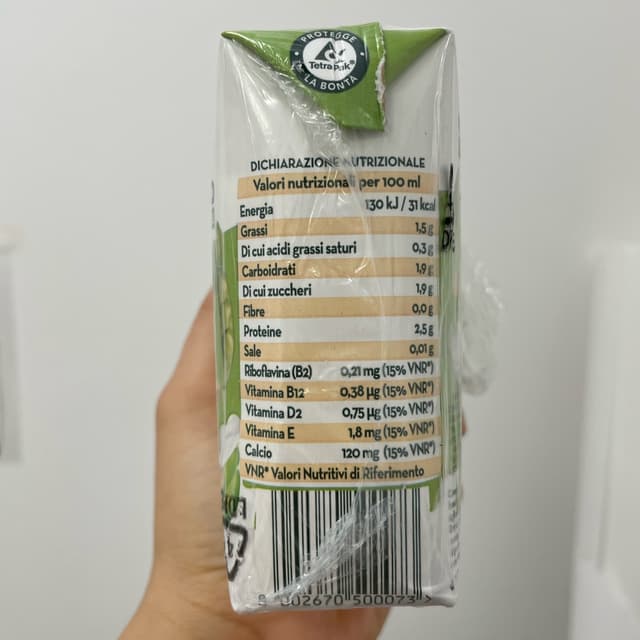 PROTEGGE
TetraPak®
LA BONTÀ
DICHIARAZIONE NUTRIZIONALE
Valori nutrizionali per 100 ml
Energia 130 kJ / 31 kcal
Grassi 1,5 g
Di cui acidi grassi saturi 0,3 g
Carboidrati 1,9 g
Di cui zuccheri 1,9 g
Fibre 0,0 g
Proteine 2,5 g
Sale 0,01 g
Riboflavina (B2) 0,21 mg (15% VNR*)
Vitamina B12 0,38 µg (15% VNR*)
Vitamina D2 0,75 µg (15% VNR*)
Vitamina E 1,8 mg (15% VNR*)
Calcio 120 mg (15% VNR*)
VNR* Valori Nutritivi di Riferimento
8 002670 500073 >